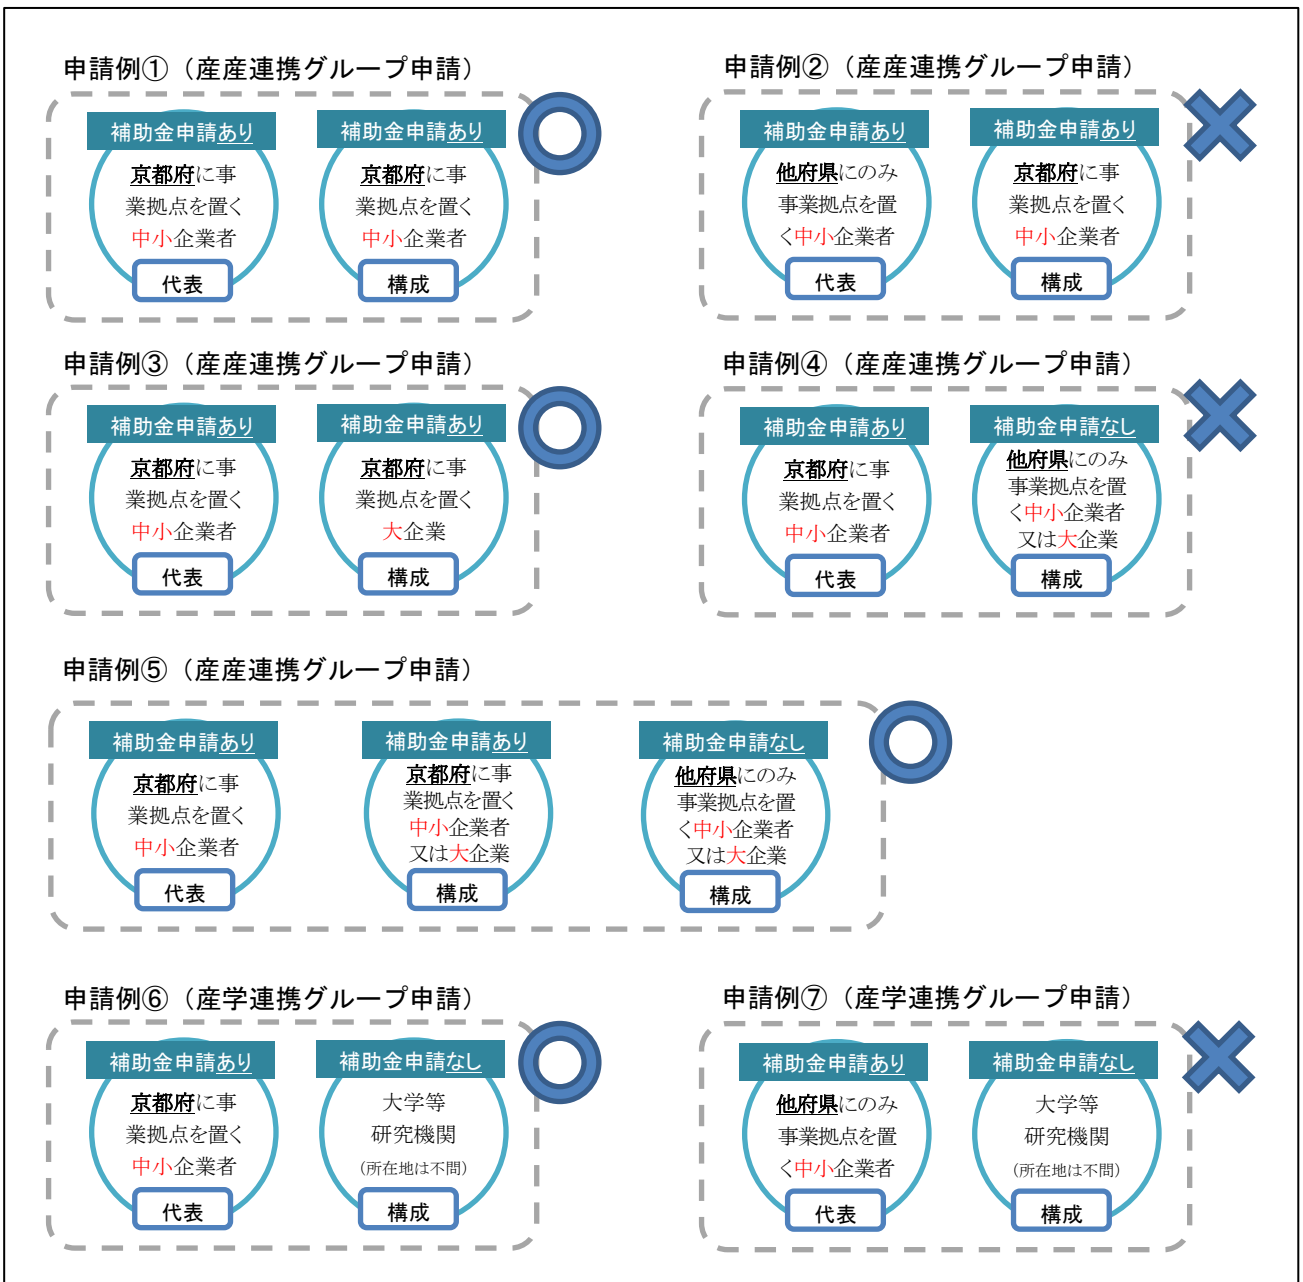 申請例①（産産連携グループ申請）
補助金申請あり
京都府に事
業拠点を置く
中小企業者
代表
補助金申請あり
京都府に事
業拠点を置く
中小企業者
構成
申請例②（産産連携グループ申請）
補助金申請あり
他府県にのみ
事業拠点を置
く中小企業者
代表
補助金申請あり
京都府に事
業拠点を置く
中小企業者
構成
申請例③（産産連携グループ申請）
補助金申請あり
京都府に事
業拠点を置く
中小企業者
代表
補助金申請あり
京都府に事
業拠点を置く
大企業
構成
申請例④（産産連携グループ申請）
補助金申請あり
京都府に事
業拠点を置く
中小企業者
代表
補助金申請なし
他府県にのみ
事業拠点を置
く中小企業者
又は大企業
構成
申請例⑤（産産連携グループ申請）
補助金申請あり
京都府に事
業拠点を置く
中小企業者
代表
補助金申請あり
京都府に事
業拠点を置く
中小企業者
又は大企業
構成
補助金申請なし
他府県にのみ
事業拠点を置
く中小企業者
又は大企業
構成
申請例⑥（産学連携グループ申請）
補助金申請あり
京都府に事
業拠点を置く
中小企業者
代表
補助金申請なし
大学等
研究機関
（所在地は不問）
構成
申請例⑦（産学連携グループ申請）
補助金申請あり
他府県にのみ
事業拠点を置
く中小企業者
代表
補助金申請なし
大学等
研究機関
（所在地は不問）
構成